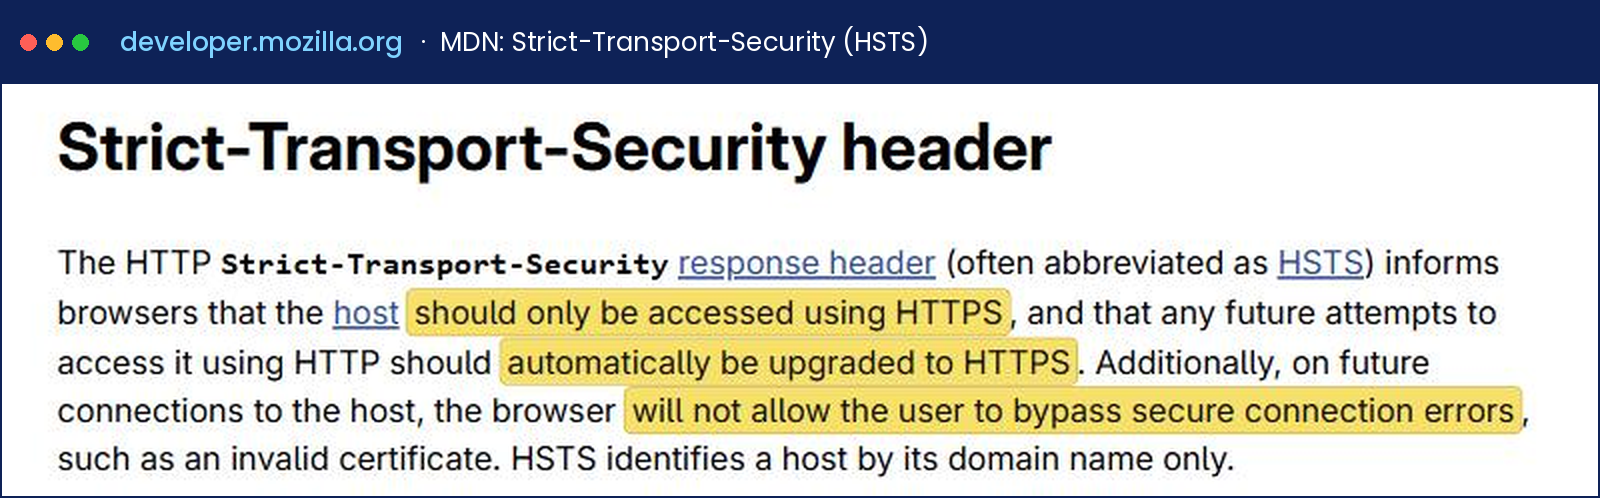 developer.mozilla.org · MDN: Strict-Transport-Security (HSTS)
Strict-Transport-Security header
The HTTP Strict-Transport-Security response header (often abbreviated as HSTS) informs
browsers that the host should only be accessed using HTTPS, and that any future attempts to
access it using HTTP should automatically be upgraded to HTTPS. Additionally, on future
connections to the host, the browser will not allow the user to bypass secure connection errors,
such as an invalid certificate. HSTS identifies a host by its domain name only.